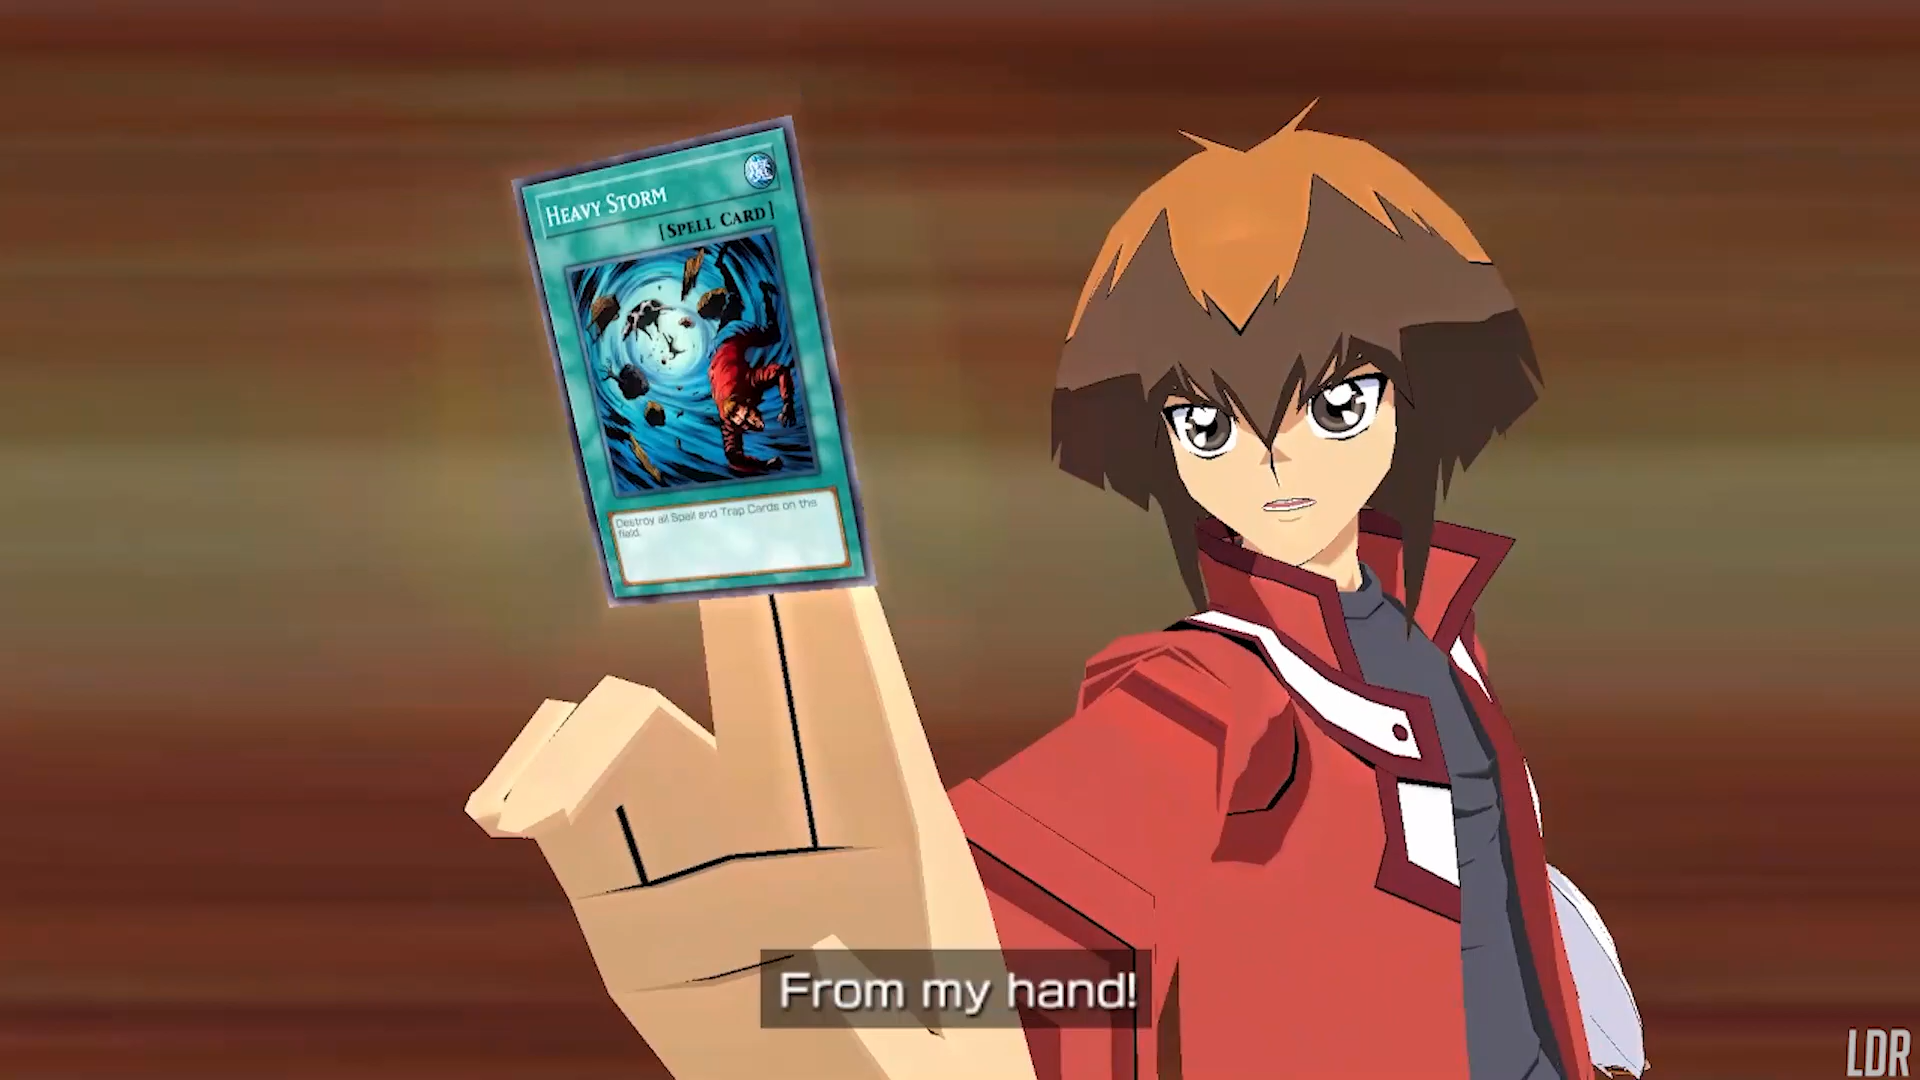 HEAVY STORM
[SPELL CARD]
Destroy all Spell and Trap Cards on the
field.
From my hand!
LDR